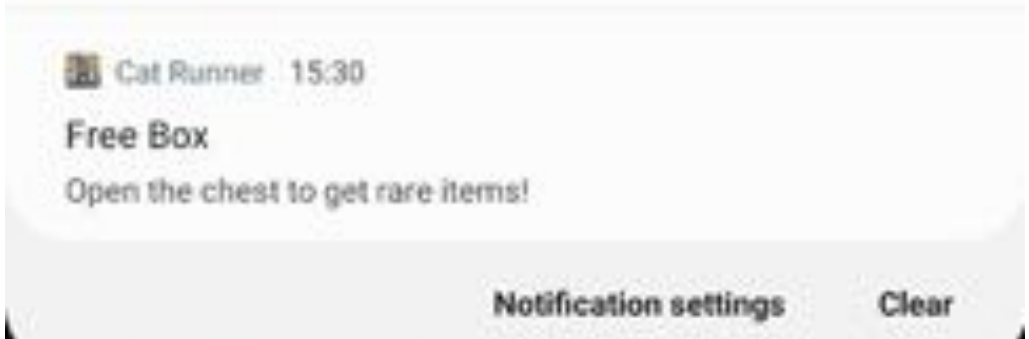 Cat Runner 15:30
Free Box
Open the chest to get rare items!
Notification settings Clear